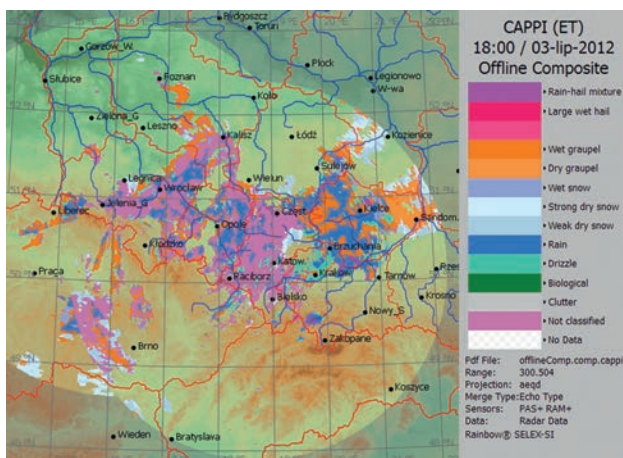 CAPPI (ET)
18:00 / 03-lip-2012
Offline Composite
Rain-hail mixture
Large wet hail
Wet graupel
Dry graupel
Wet snow
Strong dry snow
Weak dry snow
Rain
Drizzle
Biological
Clutter
Not classified
No Data
Pdf File: offlineComp.comp.cappi
Range: 300.504
Projection: aeqd
Merge Type:Echo Type
Sensors: PAS+ RAM+
Data: Radar Data
Rainbow® SELEX-SI
Bydgoszcz
Toruń
Gorzów_W.
Płock
Słubice
Poznan
Legionowo
W-wa
Koło
Zielona_G
Leszno
Kalisz
Łódź
Kozienice
Sulejów
Legnica
Wrocław
Wieluń
Liberec
Jelenia_G
Częst.
Kielce
Sandom.
Opole
Kłodzko
Brzuchania
Praca
Katow.
Racibórz
Kraków
Tarnów
Rze
Bielsko
Krosno
Nowy_S
Brno
Zakopane
Koszyce
Wieden
Bratysława